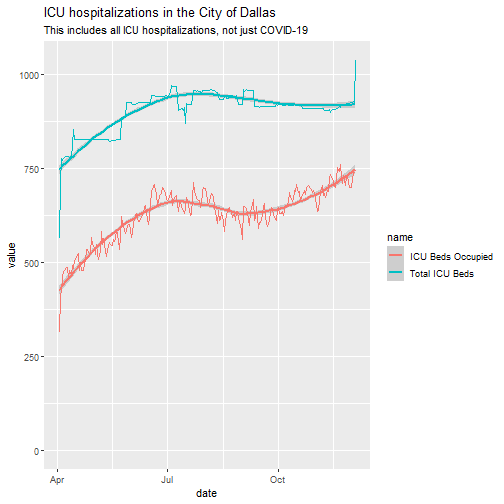 ICU hospitalizations in the City of Dallas
This includes all ICU hospitalizations, not just COVID-19
1000
750
500
250
0
value
Apr
Jul
Oct
date
name
ICU Beds Occupied
Total ICU Beds